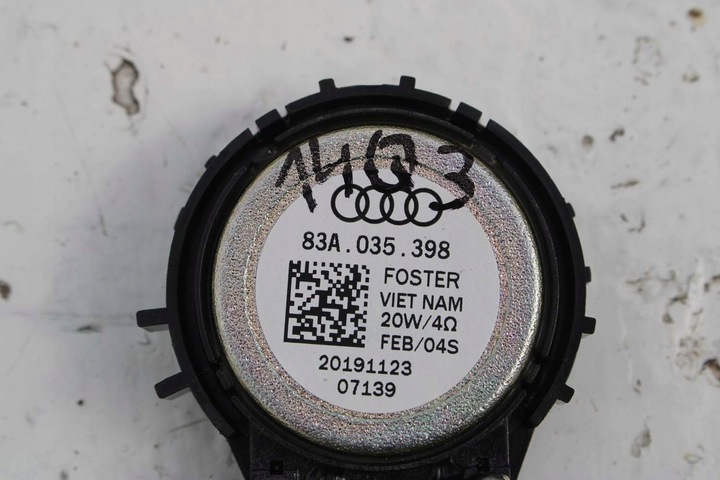 14Q3
83A.035.398
FOSTER
VIET NAM
20W/4Ω
FEB/04S
20191123
07139